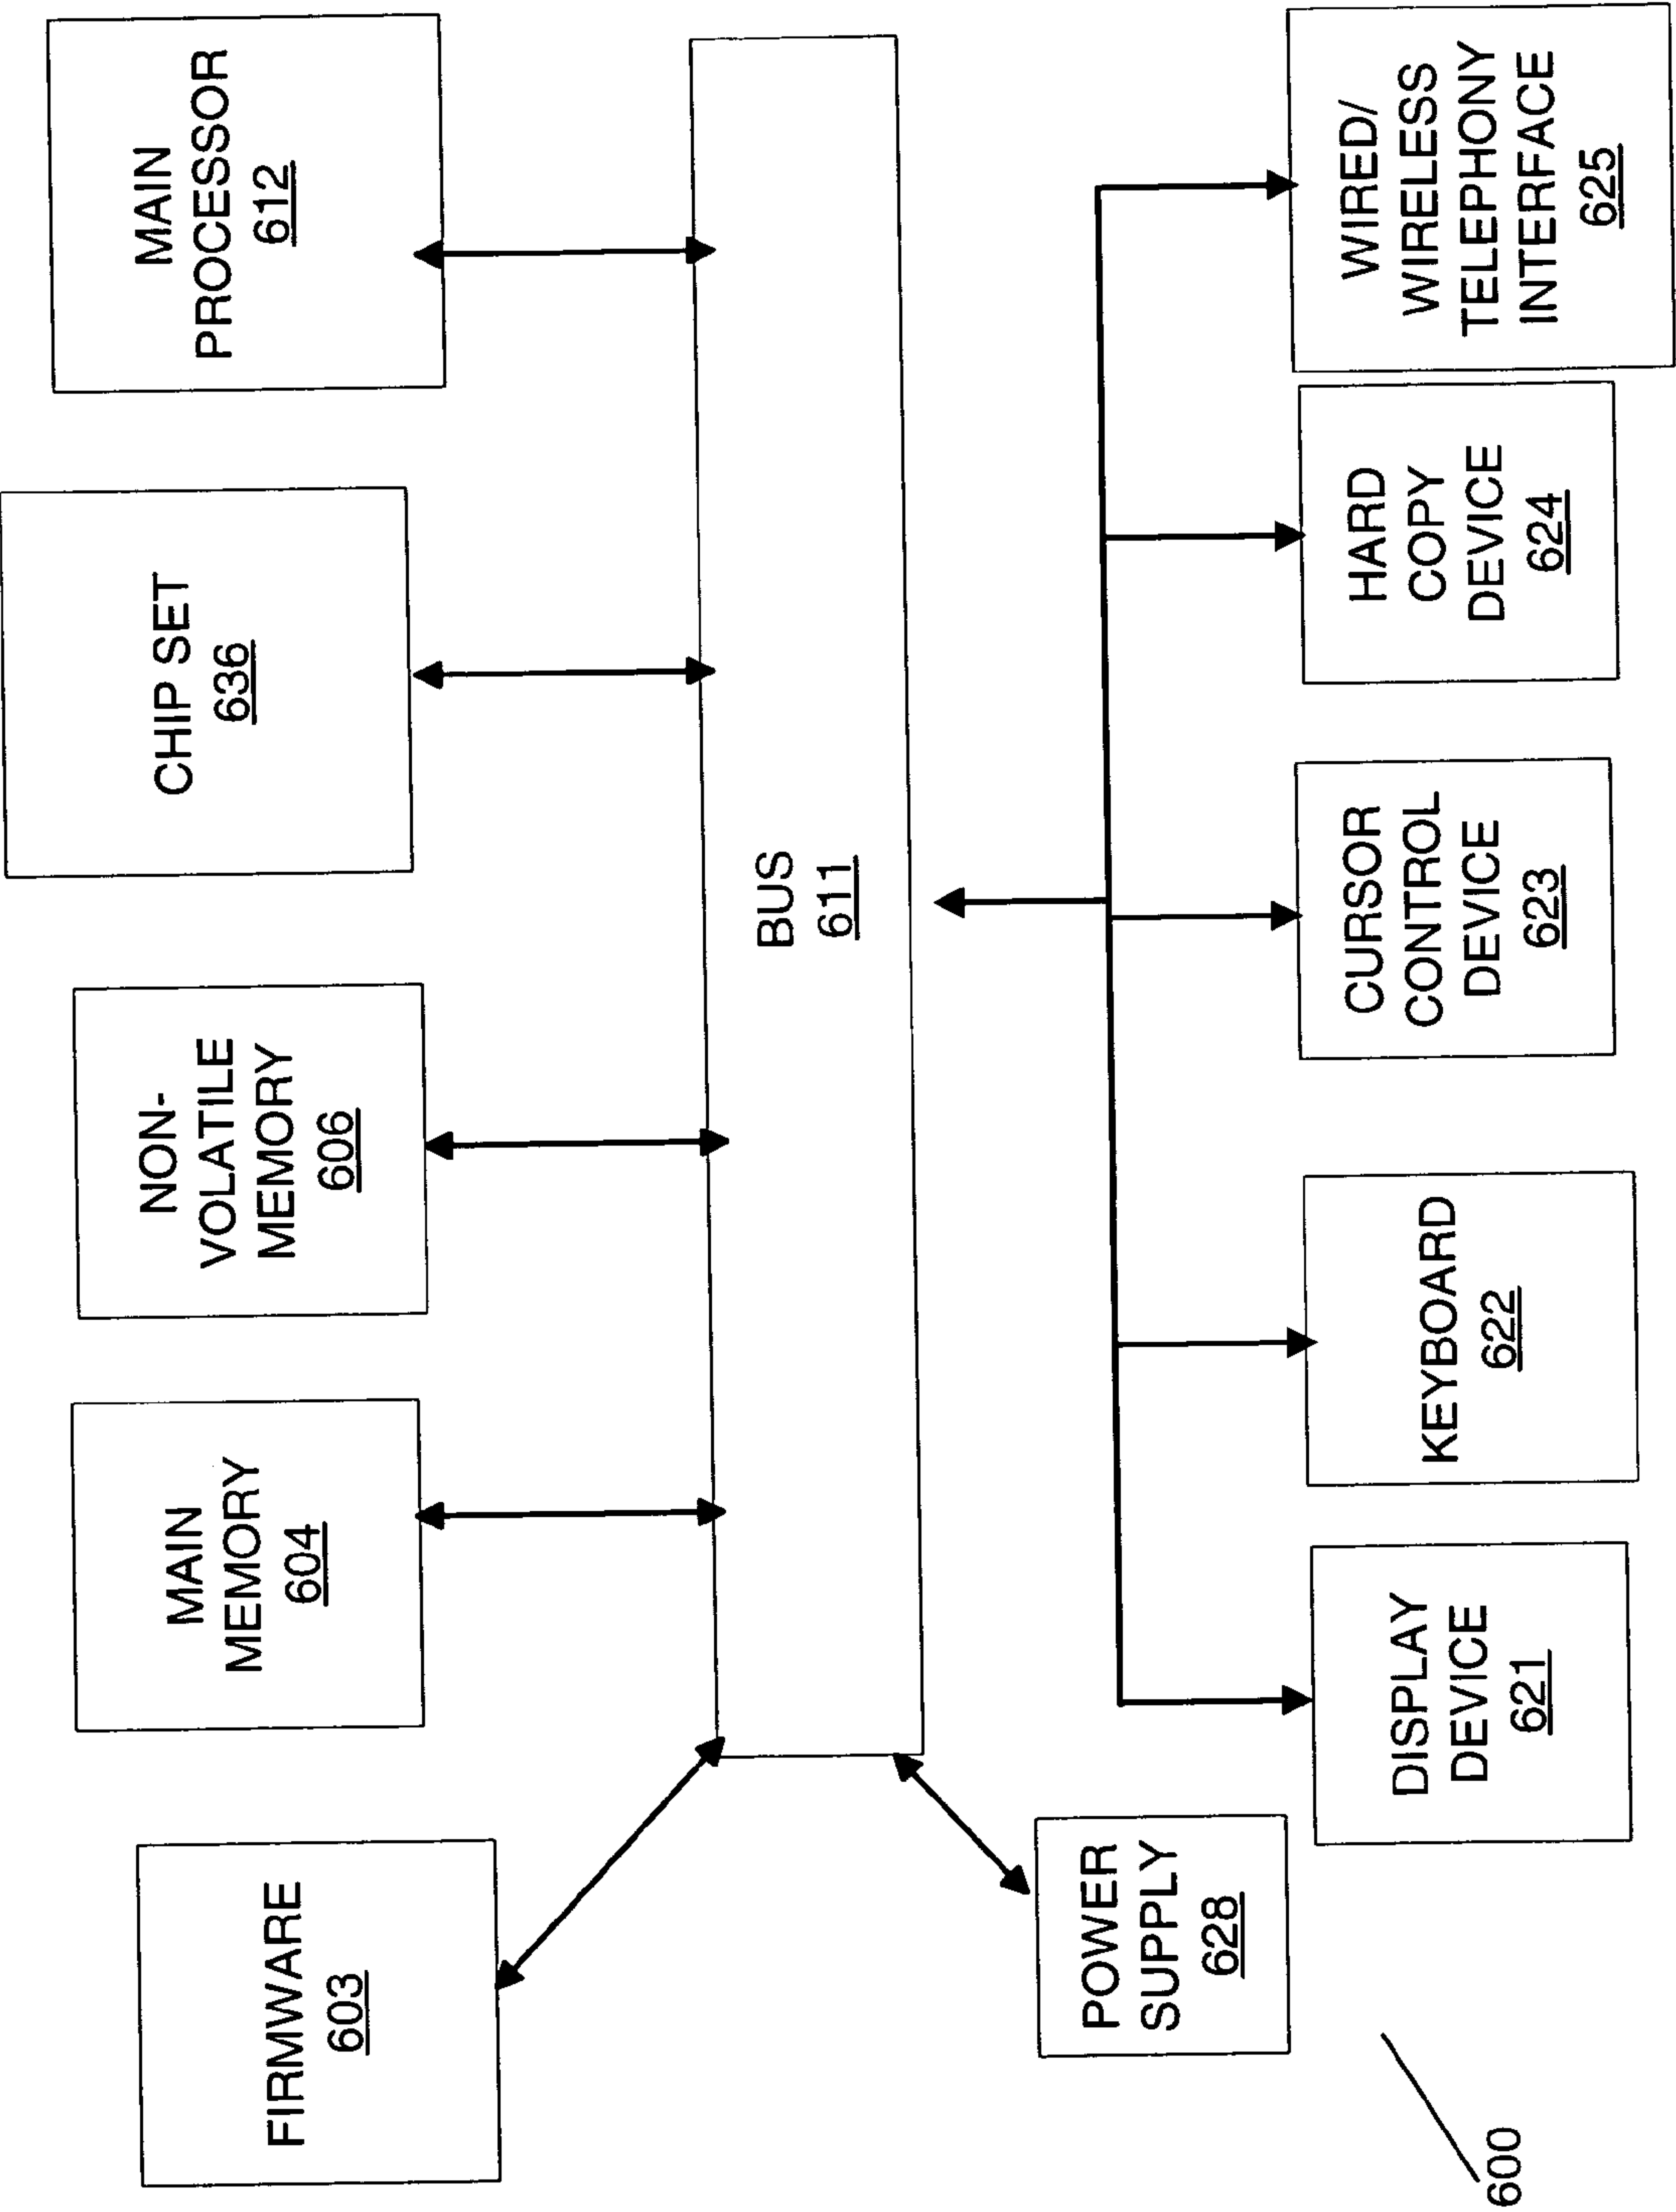 FIRMWARE
603
MAIN
MEMORY
604
NON-
VOLATILE
MEMORY
606
CHIP SET
636
MAIN
PROCESSOR
612
BUS
611
POWER
SUPPLY
628
DISPLAY
DEVICE
621
KEYBOARD
622
CURSOR
CONTROL
DEVICE
623
HARD
COPY
DEVICE
624
WIRED/
WIRELESS
TELEPHONY
INTERFACE
625
600